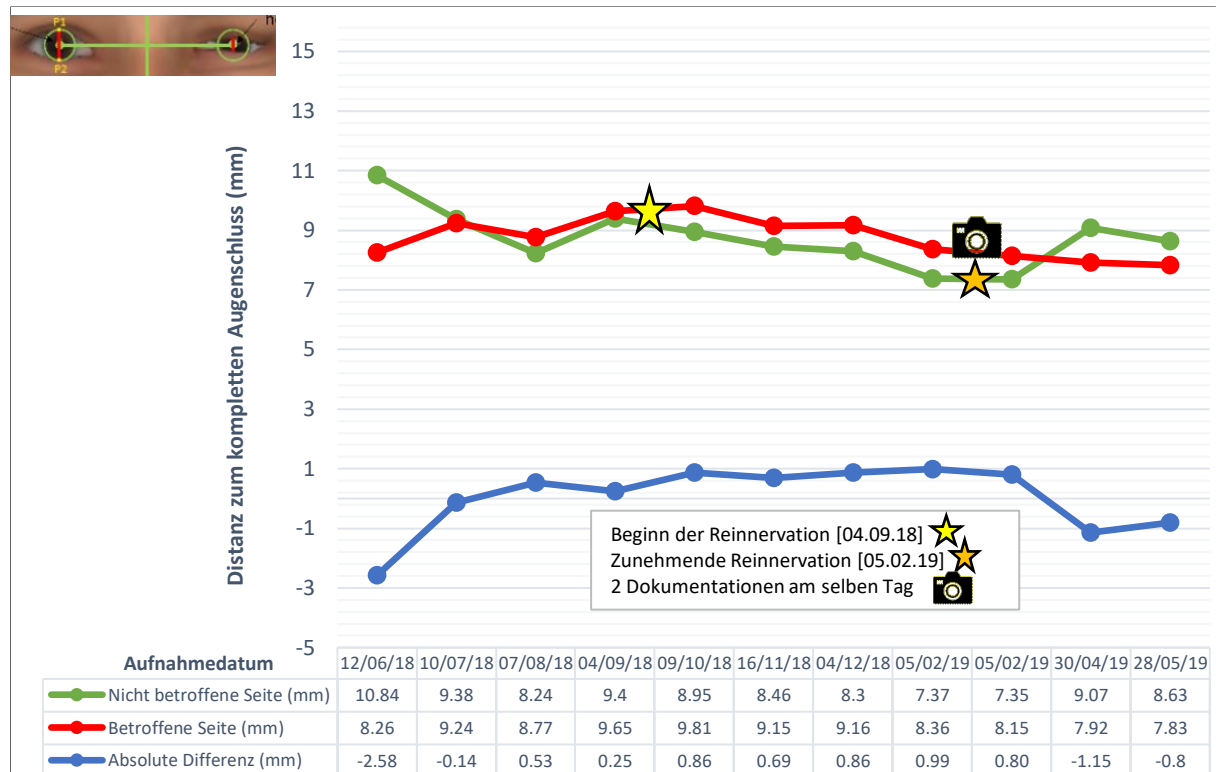 P1
P2
Distanz zum kompletten Augenschluss (mm)
15
13
11
9
7
5
3
1
-1
-3
-5
Beginn der Reinnervation [04.09.18]
Zunehmende Reinnervation [05.02.19]
2 Dokumentationen am selben Tag
Aufnahmedatum 12/06/18 10/07/18 07/08/18 04/09/18 09/10/18 16/11/18 04/12/18 05/02/19 05/02/19 30/04/19 28/05/19
Nicht betroffene Seite (mm) 10.84 9.38 8.24 9.4 8.95 8.46 8.3 7.37 7.35 9.07 8.63
Betroffene Seite (mm) 8.26 9.24 8.77 9.65 9.81 9.15 9.16 8.36 8.15 7.92 7.83
Absolute Differenz (mm) -2.58 -0.14 0.53 0.25 0.86 0.69 0.86 0.99 0.80 -1.15 -0.8